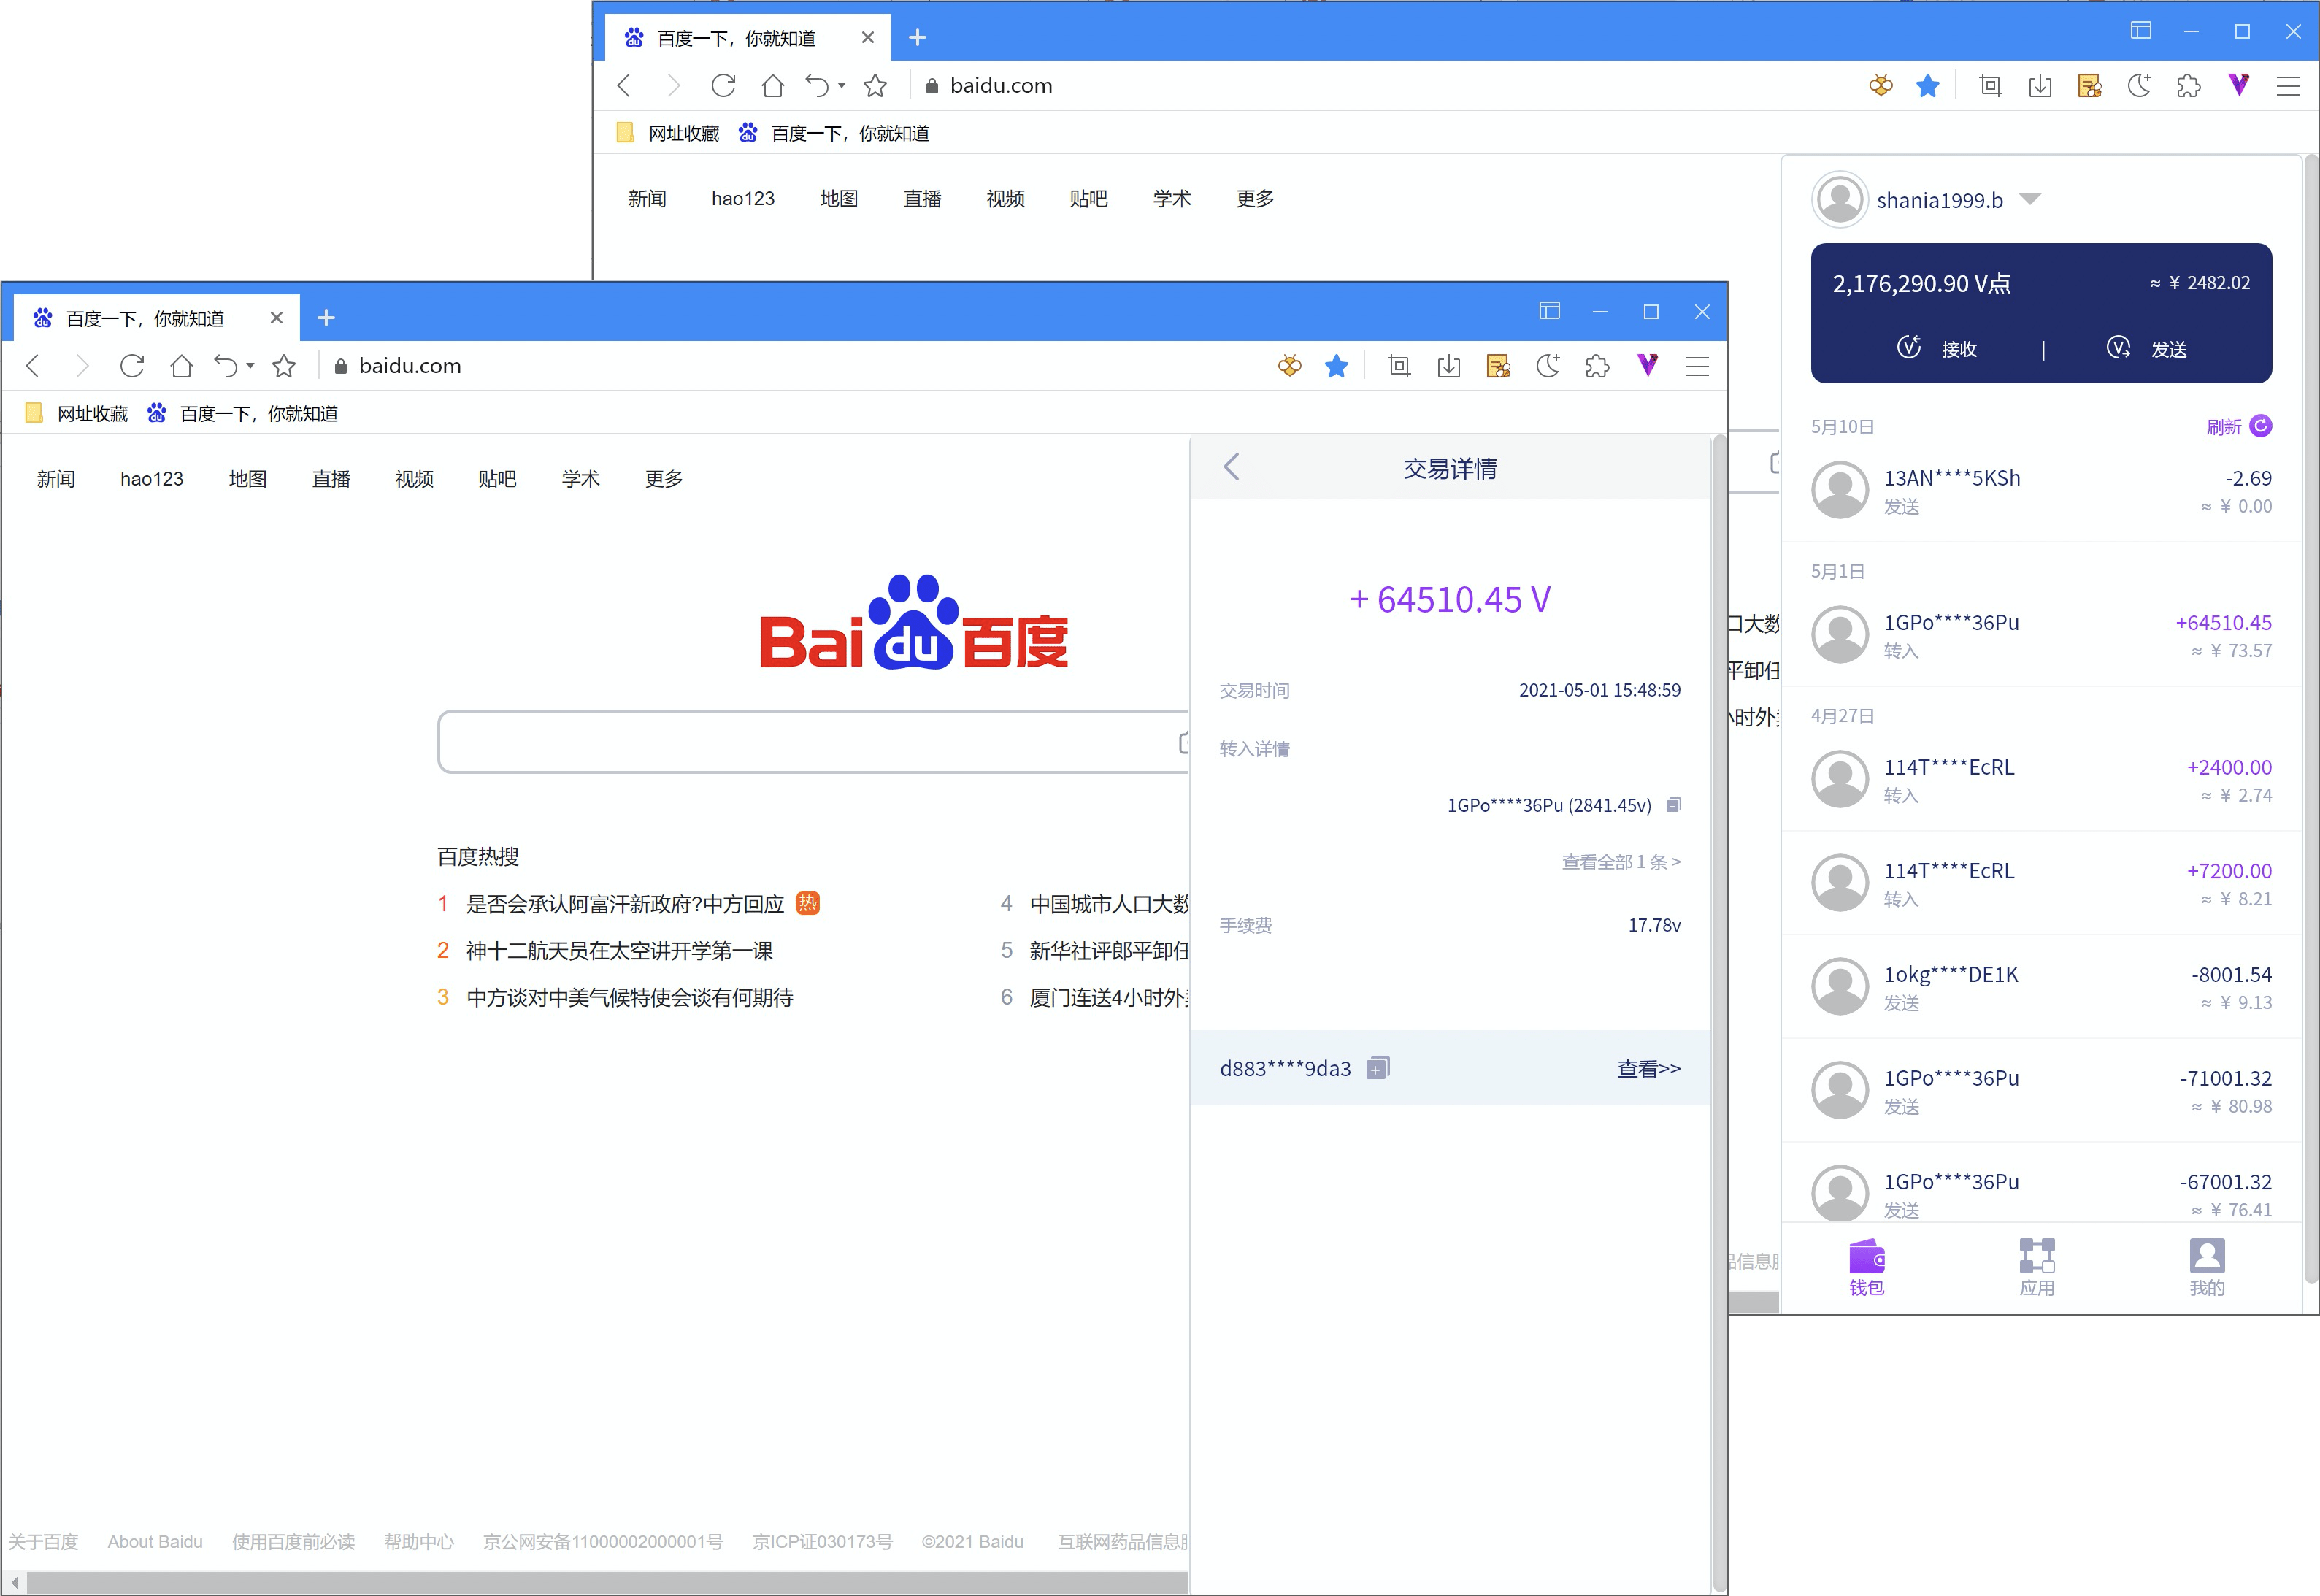 百度一下，你就知道
baidu.com
网址收藏 百度一下，你就知道
新闻 hao123 地图 直播 视频 贴吧 学术 更多
shania1999.b
2,176,290.90 V点 ≈ ¥ 2482.02
接收 | 发送
5月10日 刷新
13AN****5KSh -2.69
发送 ≈ ¥ 0.00
5月1日
1GPo****36Pu +64510.45
转入 ≈ ¥ 73.57
4月27日
114T****EcRL +2400.00
转入 ≈ ¥ 2.74
114T****EcRL +7200.00
转入 ≈ ¥ 8.21
1okg****DE1K -8001.54
发送 ≈ ¥ 9.13
1GPo****36Pu -71001.32
发送 ≈ ¥ 80.98
1GPo****36Pu -67001.32
发送 ≈ ¥ 76.41
钱包 应用 我的
口大数
平卸任
小时外
品信息
百度一下，你就知道
baidu.com
网址收藏 百度一下，你就知道
新闻 hao123 地图 直播 视频 贴吧 学术 更多
Bai du 百度
百度热搜
1 是否会承认阿富汗新政府?中方回应 热
2 神十二航天员在太空讲开学第一课
3 中方谈对中美气候特使会谈有何期待
4 中国城市人口大数
5 新华社评郎平卸任
6 厦门连送4小时外
交易详情
+ 64510.45 V
交易时间 2021-05-01 15:48:59
转入详情
1GPo****36Pu (2841.45v)
查看全部 1 条 >
手续费 17.78v
d883****9da3 查看>>
关于百度 About Baidu 使用百度前必读 帮助中心 京公网安备11000002000001号 京ICP证030173号 ©2021 Baidu 互联网药品信息